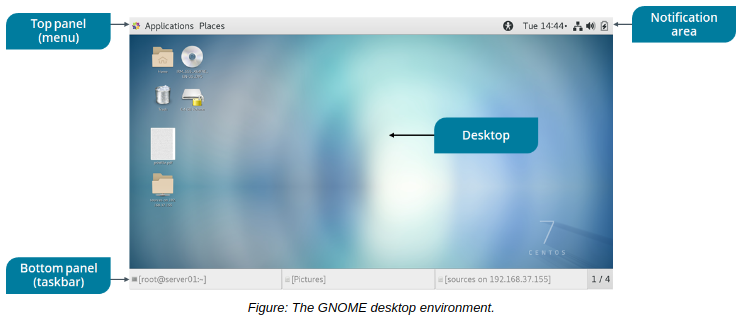 Top panel
(menu)
Applications Places
Tue 14:44
Notification
area
Desktop
7
CENTOS
Bottom panel
(taskbar)
[root@server01:~]
[Pictures]
[sources on 192.168.37.155]
1 / 4
Figure: The GNOME desktop environment.